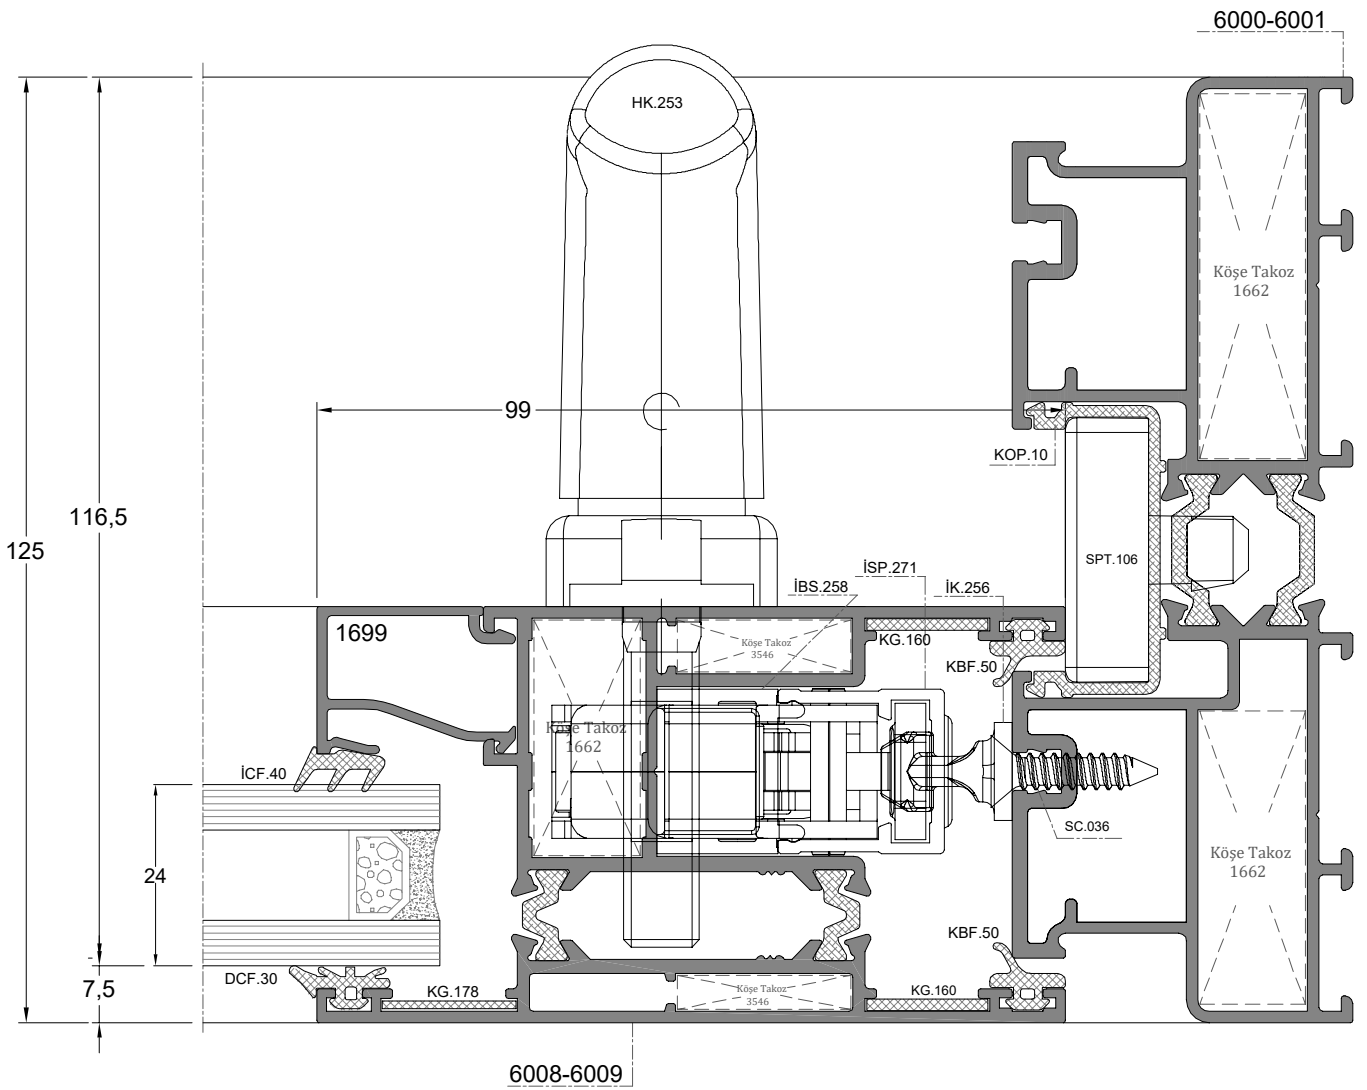 6000-6001
HK.253
Köşe Takoz
1662
99
KOP.10
116,5
125
SPT.106
İSP.271
İBS.258
İK.256
1699
KG.160
Köşe Takoz
3546
KBF.50
Köşe Takoz
1662
İCF.40
SC.036
Köşe Takoz
1662
24
KBF.50
DCF.30
7,5
KG.178
Köşe Takoz
3546
KG.160
6008-6009